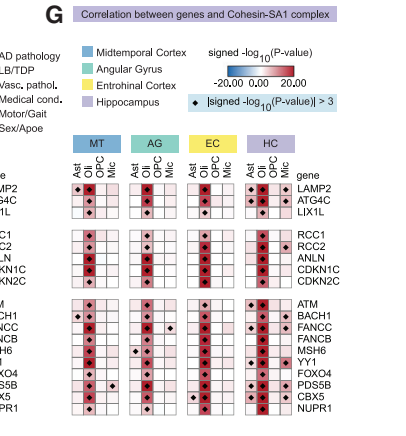 G Correlation between genes and Cohesin-SA1 complex
AD pathology
LB/TDP
Vasc. pathol.
Medical cond.
Motor/Gait
Sex/Apoe
Midtemporal Cortex
Angular Gyrus
Entrohinal Cortex
Hippocampus
signed -log10(P-value)
-20.00 0.00 20.00
|signed -log10(P-value)| > 3
MT AG EC HC
Ast Oli OPC Mic Ast Oli OPC Mic Ast Oli OPC Mic Ast Oli OPC Mic gene
LAMP2
ATG4C
LIX1L
RCC1
RCC2
ANLN
CDKN1C
CDKN2C
ATM
BACH1
FANCC
FANCB
MSH6
YY1
FOXO4
PDS5B
CBX5
NUPR1